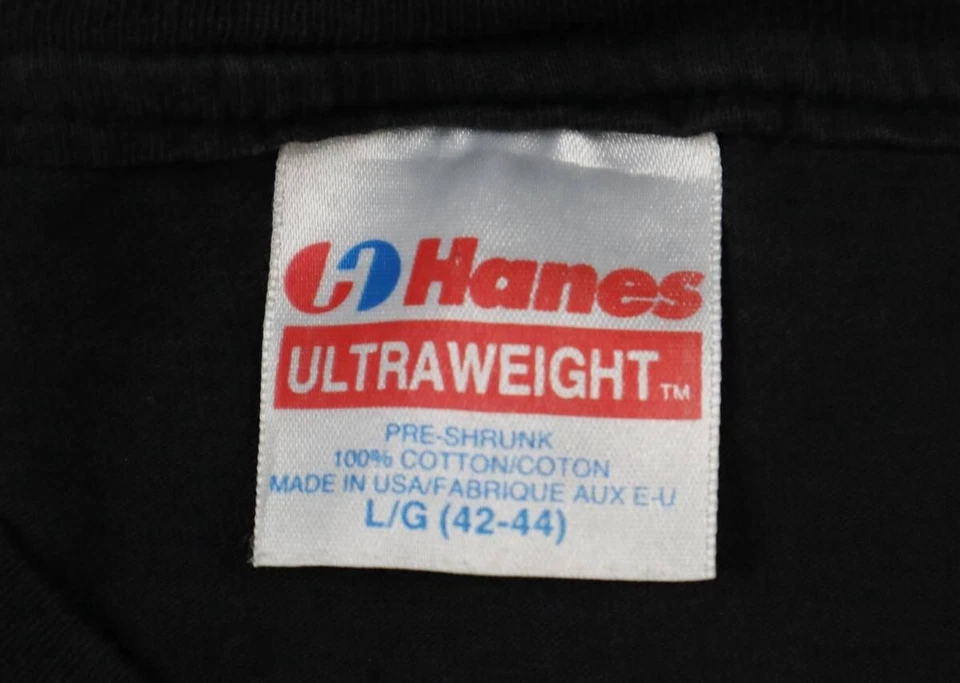 Hanes
ULTRAWEIGHT™
PRE-SHRUNK
100% COTTON/COTON
MADE IN USA/FABRIQUE AUX E-U
L/G (42-44)